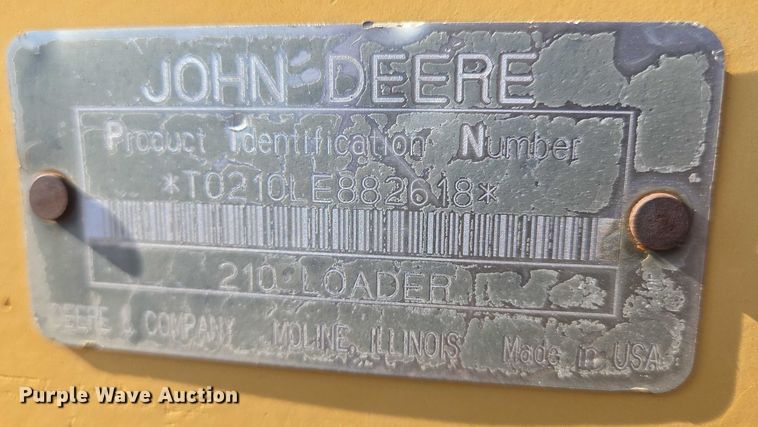 JOHN DEERE
Product Identification Number
*T0210LE882618*
210 LOADER
DEERE & COMPANY MOLINE, ILLINOIS Made in USA
Purple Wave Auction